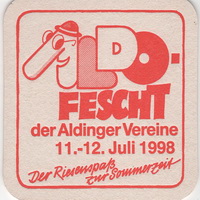 ALDO-
FESCHT
der Aldinger Vereine
11.-12. Juli 1998
Der Riesenspaß
zur Sommerzeit